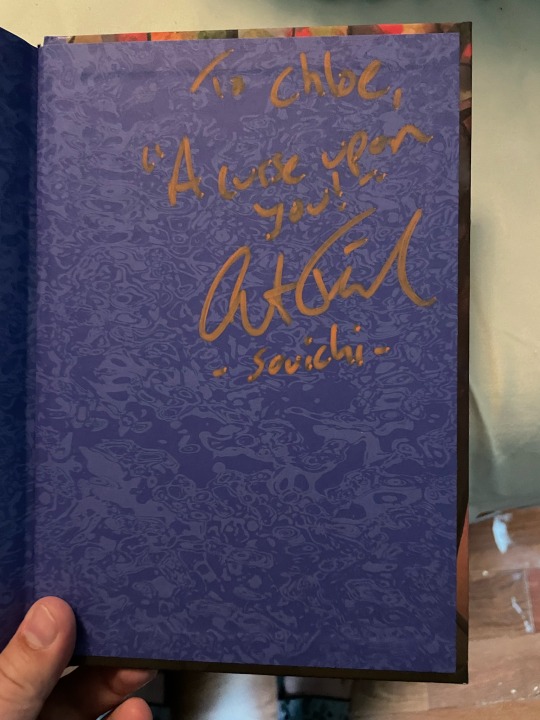 To Chloe,
"A curse upon
you!"
- Souichi -